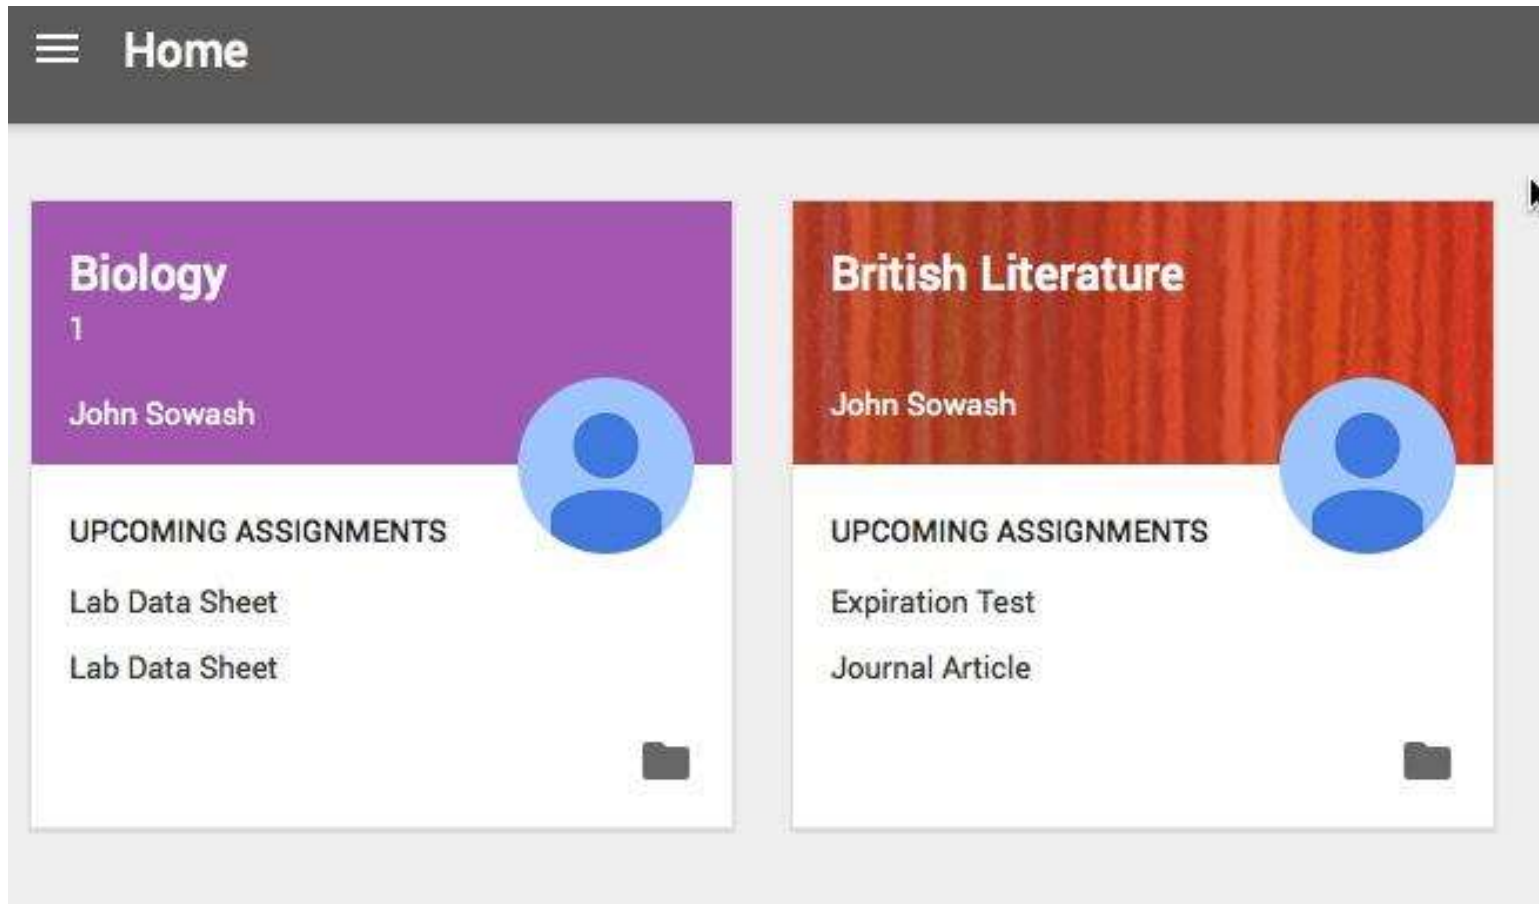 Home
Biology
1
John Sowash
UPCOMING ASSIGNMENTS
Lab Data Sheet
Lab Data Sheet
British Literature
John Sowash
UPCOMING ASSIGNMENTS
Expiration Test
Journal Article